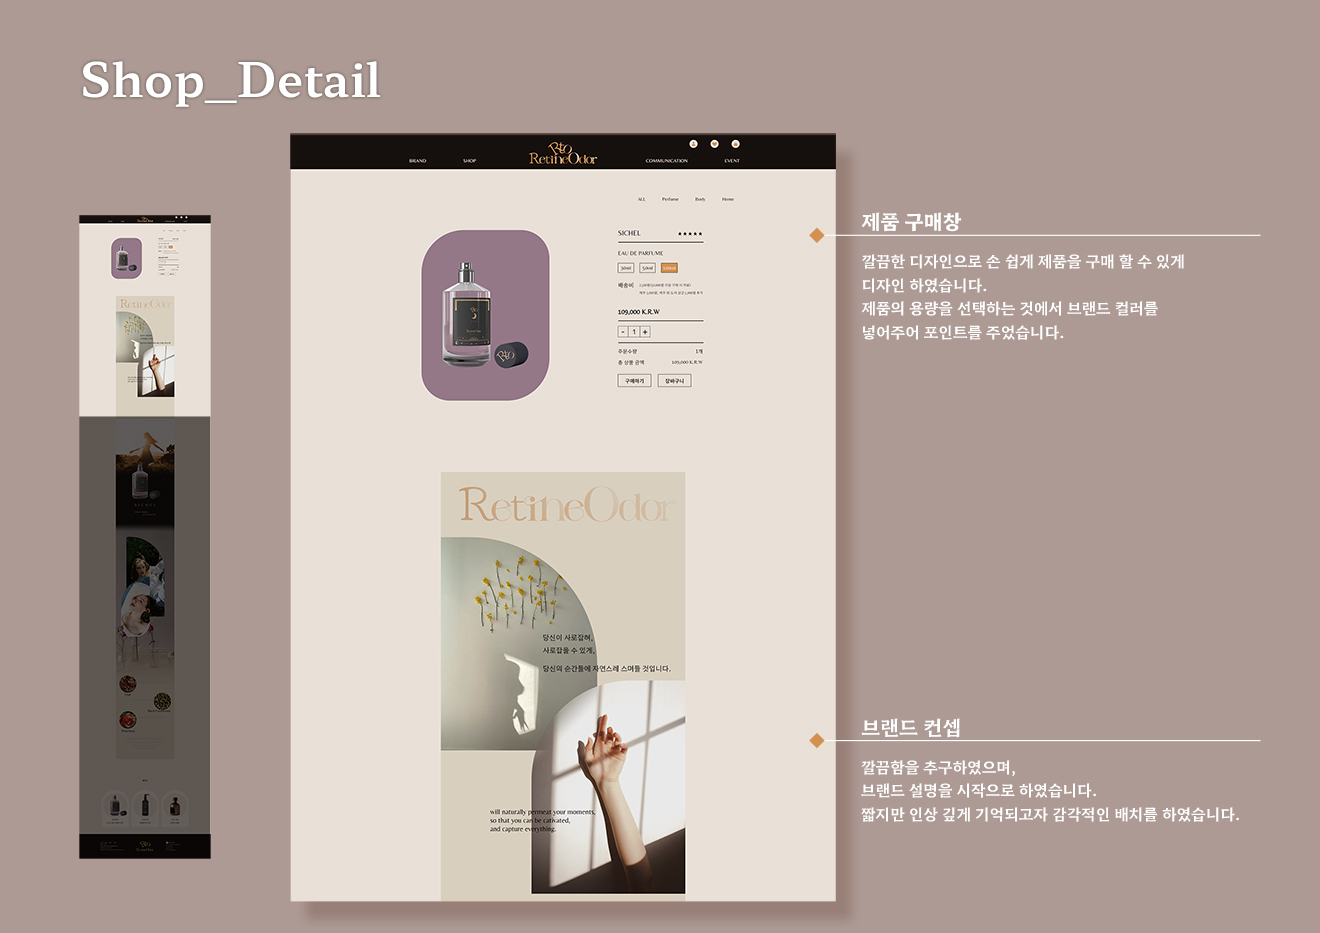 Shop_Detail
BRAND
SHOP
Rto
RetineOdor
COMMUNICATION
EVENT
ALL
Perfume
Body
Home
SICHEL ★★★★★
EAU DE PARFUME
30ml
50ml
100ml
배송비
109,000 K.R.W
- 1 +
주문수량 1개
총 상품 금액 109,000 K.R.W
구매하기
장바구니
RetineOdor
당신이 사로잡혀,
사로잡을 수 있게,
당신의 순간들에 자연스레 스며들 것입니다.
will naturally permeat your moments,
so that you can be cativated,
and capture everything.
제품 구매창
깔끔한 디자인으로 손 쉽게 제품을 구매 할 수 있게
디자인 하였습니다.
제품의 용량을 선택하는 것에서 브랜드 컬러를
넣어주어 포인트를 주었습니다.
브랜드 컨셉
깔끔함을 추구하였으며,
브랜드 설명을 시작으로 하였습니다.
짧지만 인상 깊게 기억되고자 감각적인 배치를 하였습니다.